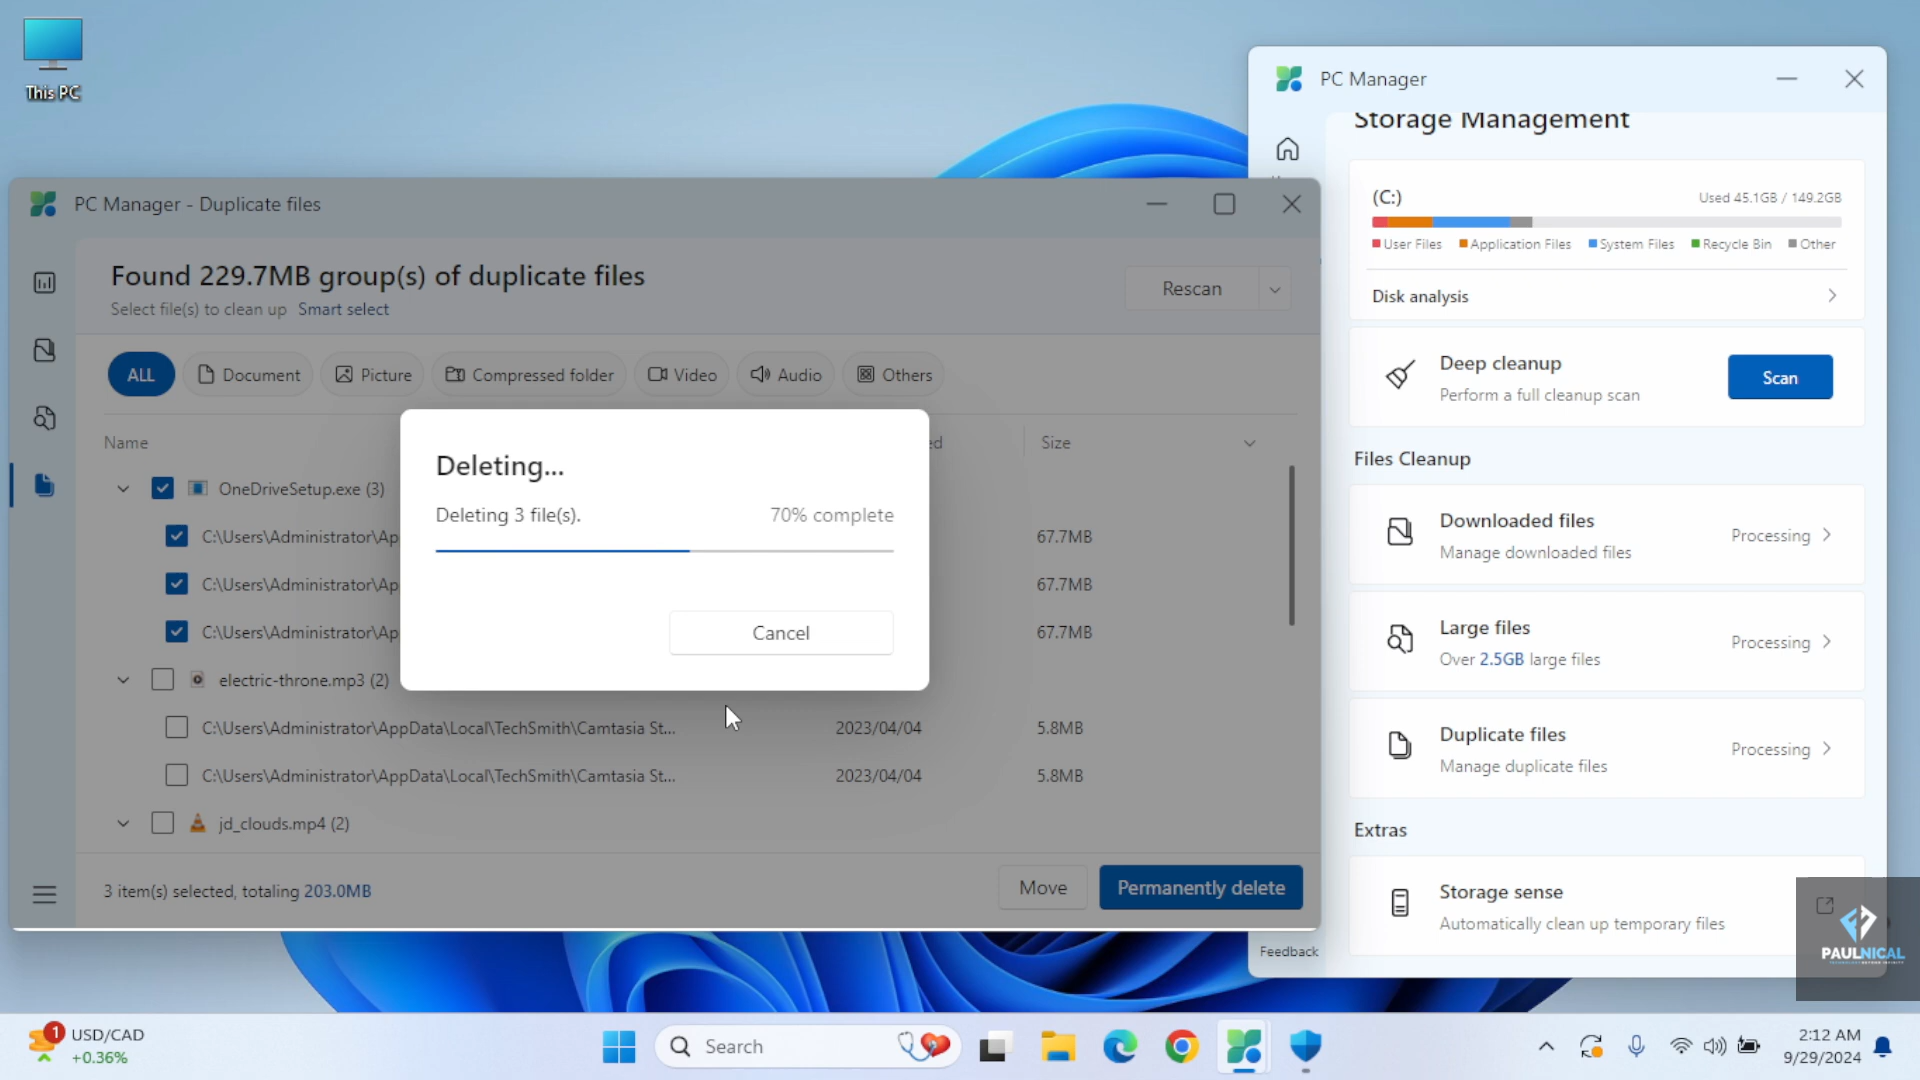 This PC
PC Manager
Storage Management
(C:)
Used 45.1GB / 149.2GB
User Files
Application Files
System Files
Recycle Bin
Other
Disk analysis
Deep cleanup
Perform a full cleanup scan
Scan
Files Cleanup
Downloaded files
Manage downloaded files
Processing
Large files
Over 2.5GB large files
Processing
Duplicate files
Manage duplicate files
Processing
Extras
Storage sense
Automatically clean up temporary files
Feedback
PC Manager - Duplicate files
Found 229.7MB group(s) of duplicate files
Select file(s) to clean up Smart select
Rescan
ALL
Document
Picture
Compressed folder
Video
Audio
Others
Name
Size
OneDriveSetup.exe (3)
C:\Users\Administrator\Ap
67.7MB
C:\Users\Administrator\Ap
67.7MB
C:\Users\Administrator\Ap
67.7MB
electric-throne.mp3 (2)
C:\Users\Administrator\AppData\Local\TechSmith\Camtasia St...
2023/04/04
5.8MB
C:\Users\Administrator\AppData\Local\TechSmith\Camtasia St...
2023/04/04
5.8MB
jd_clouds.mp4 (2)
3 item(s) selected, totaling 203.0MB
Move
Permanently delete
Deleting...
Deleting 3 file(s).
70% complete
Cancel
PAULNICAL
1
USD/CAD
+0.36%
Search
2:12 AM
9/29/2024